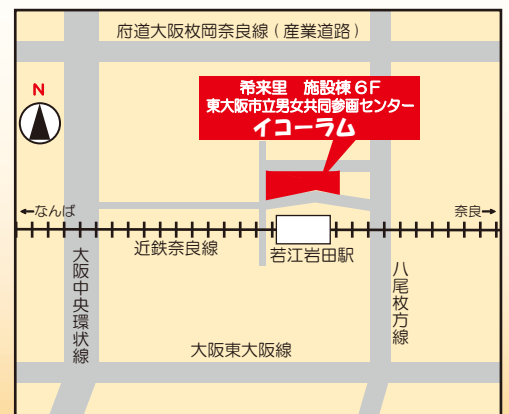 府道大阪枚岡奈良線(産業道路)
N
希来里 施設棟6F
東大阪市立男女共同参画センター
イコーラム
←なんば
奈良→
近鉄奈良線
若江岩田駅
大阪中央環状線
八尾枚方線
大阪東大阪線